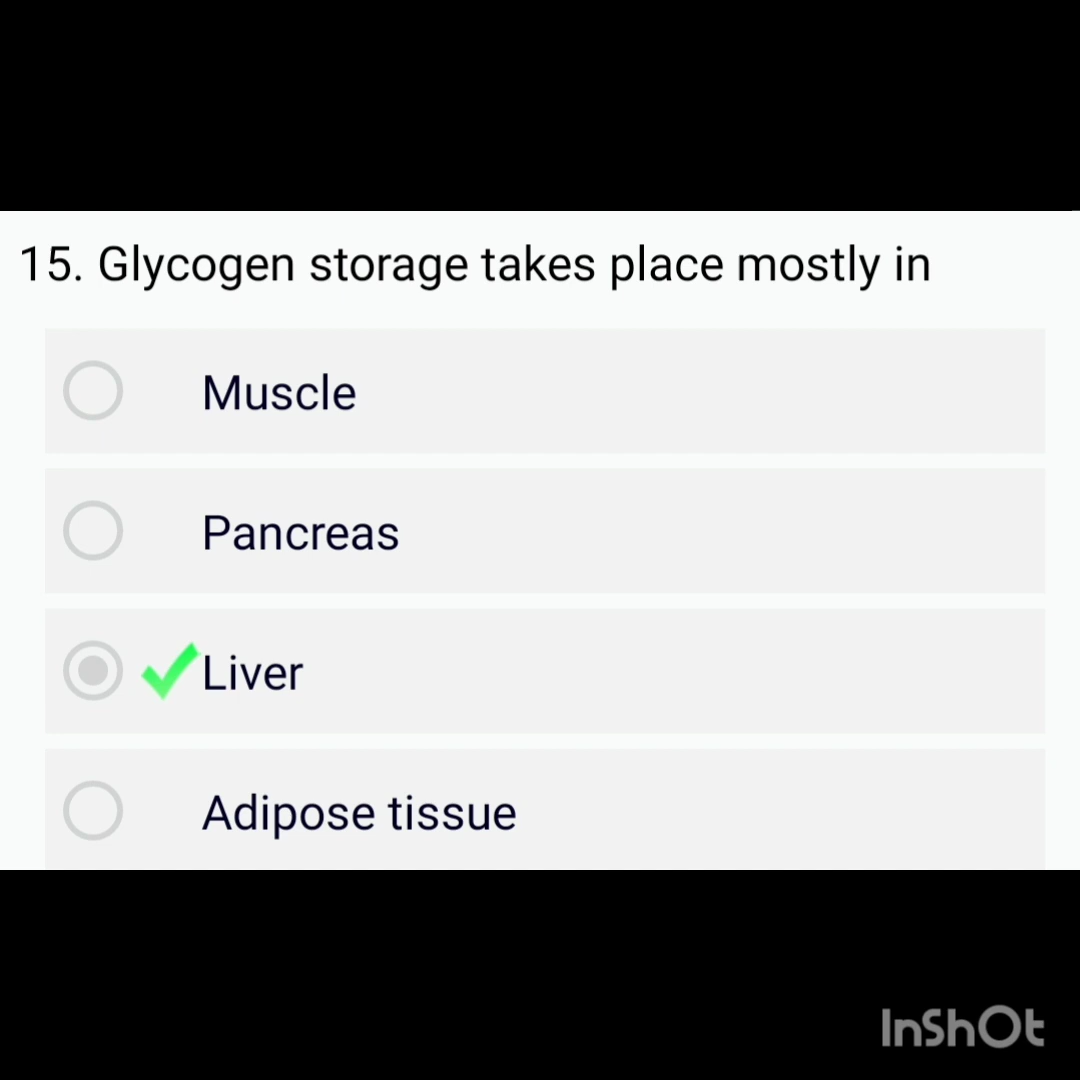 15. Glycogen storage takes place mostly in
Muscle
Pancreas
Liver
Adipose tissue
InShOt